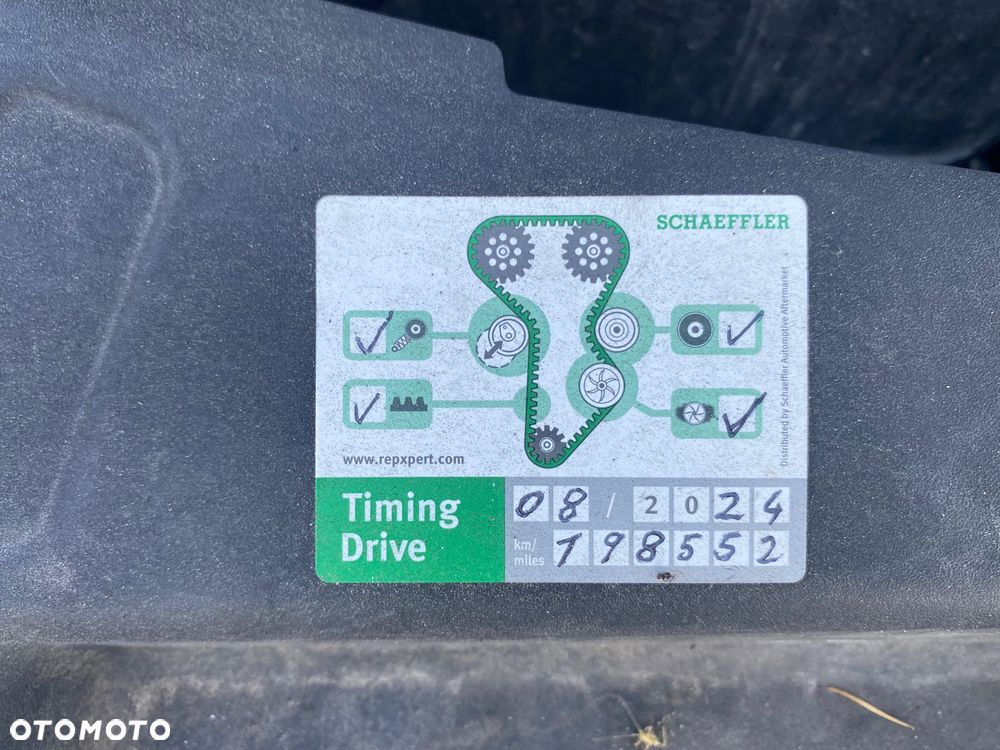 SCHAEFFLER
Distributed by Schaeffler Automotive Aftermarket
www.repxpert.com
Timing
Drive
08 / 2024
km/
miles
198552
OTOMOTO